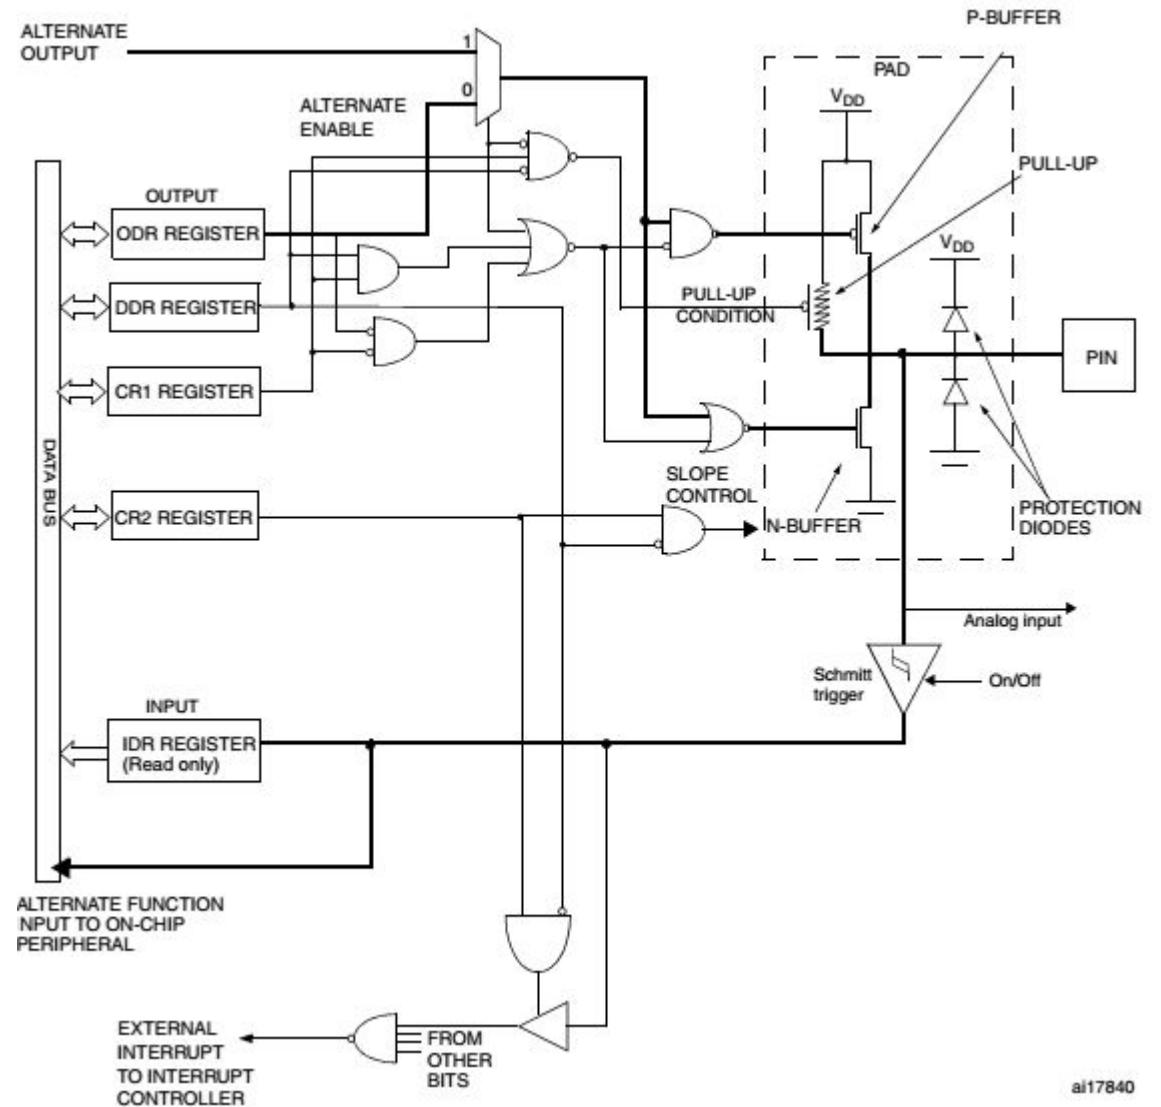 P-BUFFER
ALTERNATE
OUTPUT
1
PAD
VDD
0
ALTERNATE
ENABLE
PULL-UP
OUTPUT
ODR REGISTER
VDD
DDR REGISTER
PULL-UP
CONDITION
PIN
CR1 REGISTER
DATA BUS
SLOPE
CONTROL
CR2 REGISTER
N-BUFFER
PROTECTION
DIODES
Analog input
Schmitt
trigger
On/Off
INPUT
IDR REGISTER
(Read only)
ALTERNATE FUNCTION
NPUT TO ON-CHIP
PERIPHERAL
EXTERNAL
INTERRUPT
TO INTERRUPT
CONTROLLER
FROM
OTHER
BITS
ai17840